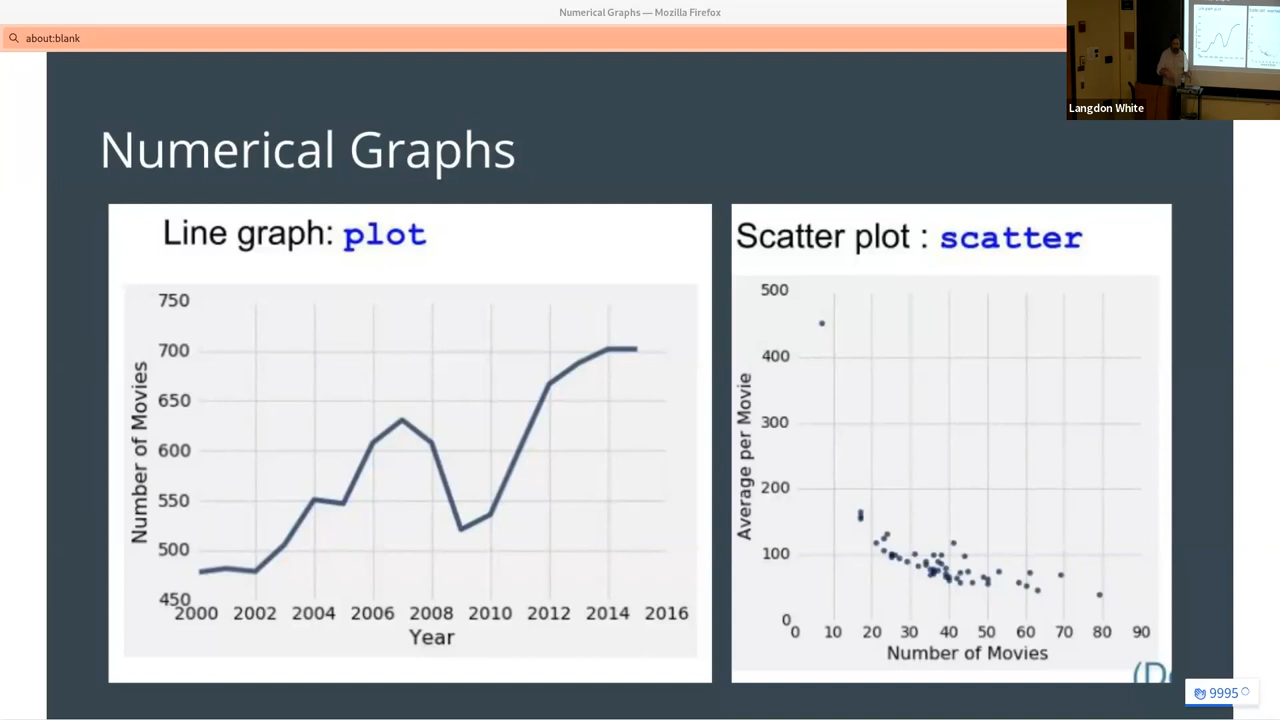 Numerical Graphs — Mozilla Firefox
about:blank
Langdon White
Numerical Graphs
Line graph: plot
750
700
650
600
550
500
450
Number of Movies
2000 2002 2004 2006 2008 2010 2012 2014 2016
Year
Scatter plot : scatter
500
400
300
200
100
0
Average per Movie
0 10 20 30 40 50 60 70 80 90
Number of Movies
9995